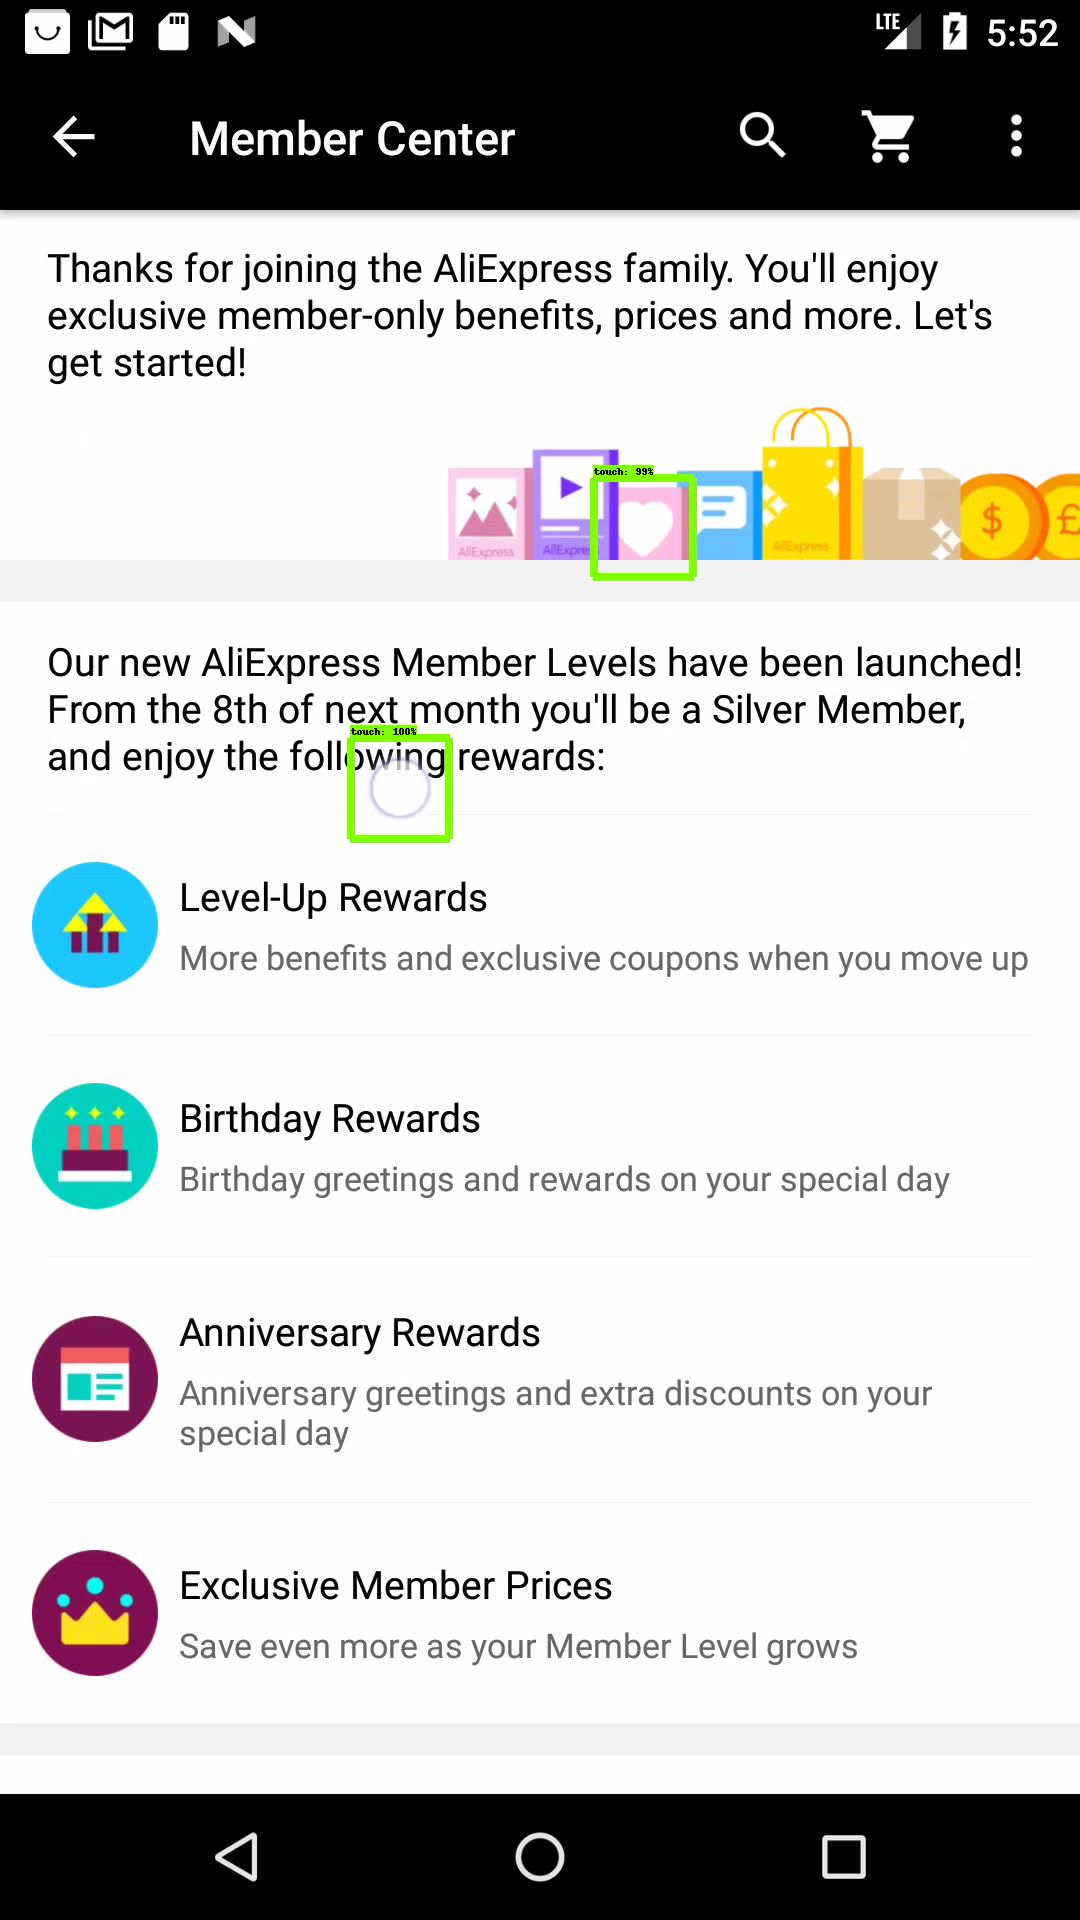 LTE 5:52
Member Center
Thanks for joining the AliExpress family. You'll enjoy
exclusive member-only benefits, prices and more. Let's
get started!
touch: 99%
$ £
AliExpress AliExpre AliExpress
Our new AliExpress Member Levels have been launched!
From the 8th of next month you'll be a Silver Member,
touch: 100%
and enjoy the following rewards:
Level-Up Rewards
More benefits and exclusive coupons when you move up
Birthday Rewards
Birthday greetings and rewards on your special day
Anniversary Rewards
Anniversary greetings and extra discounts on your
special day
Exclusive Member Prices
Save even more as your Member Level grows